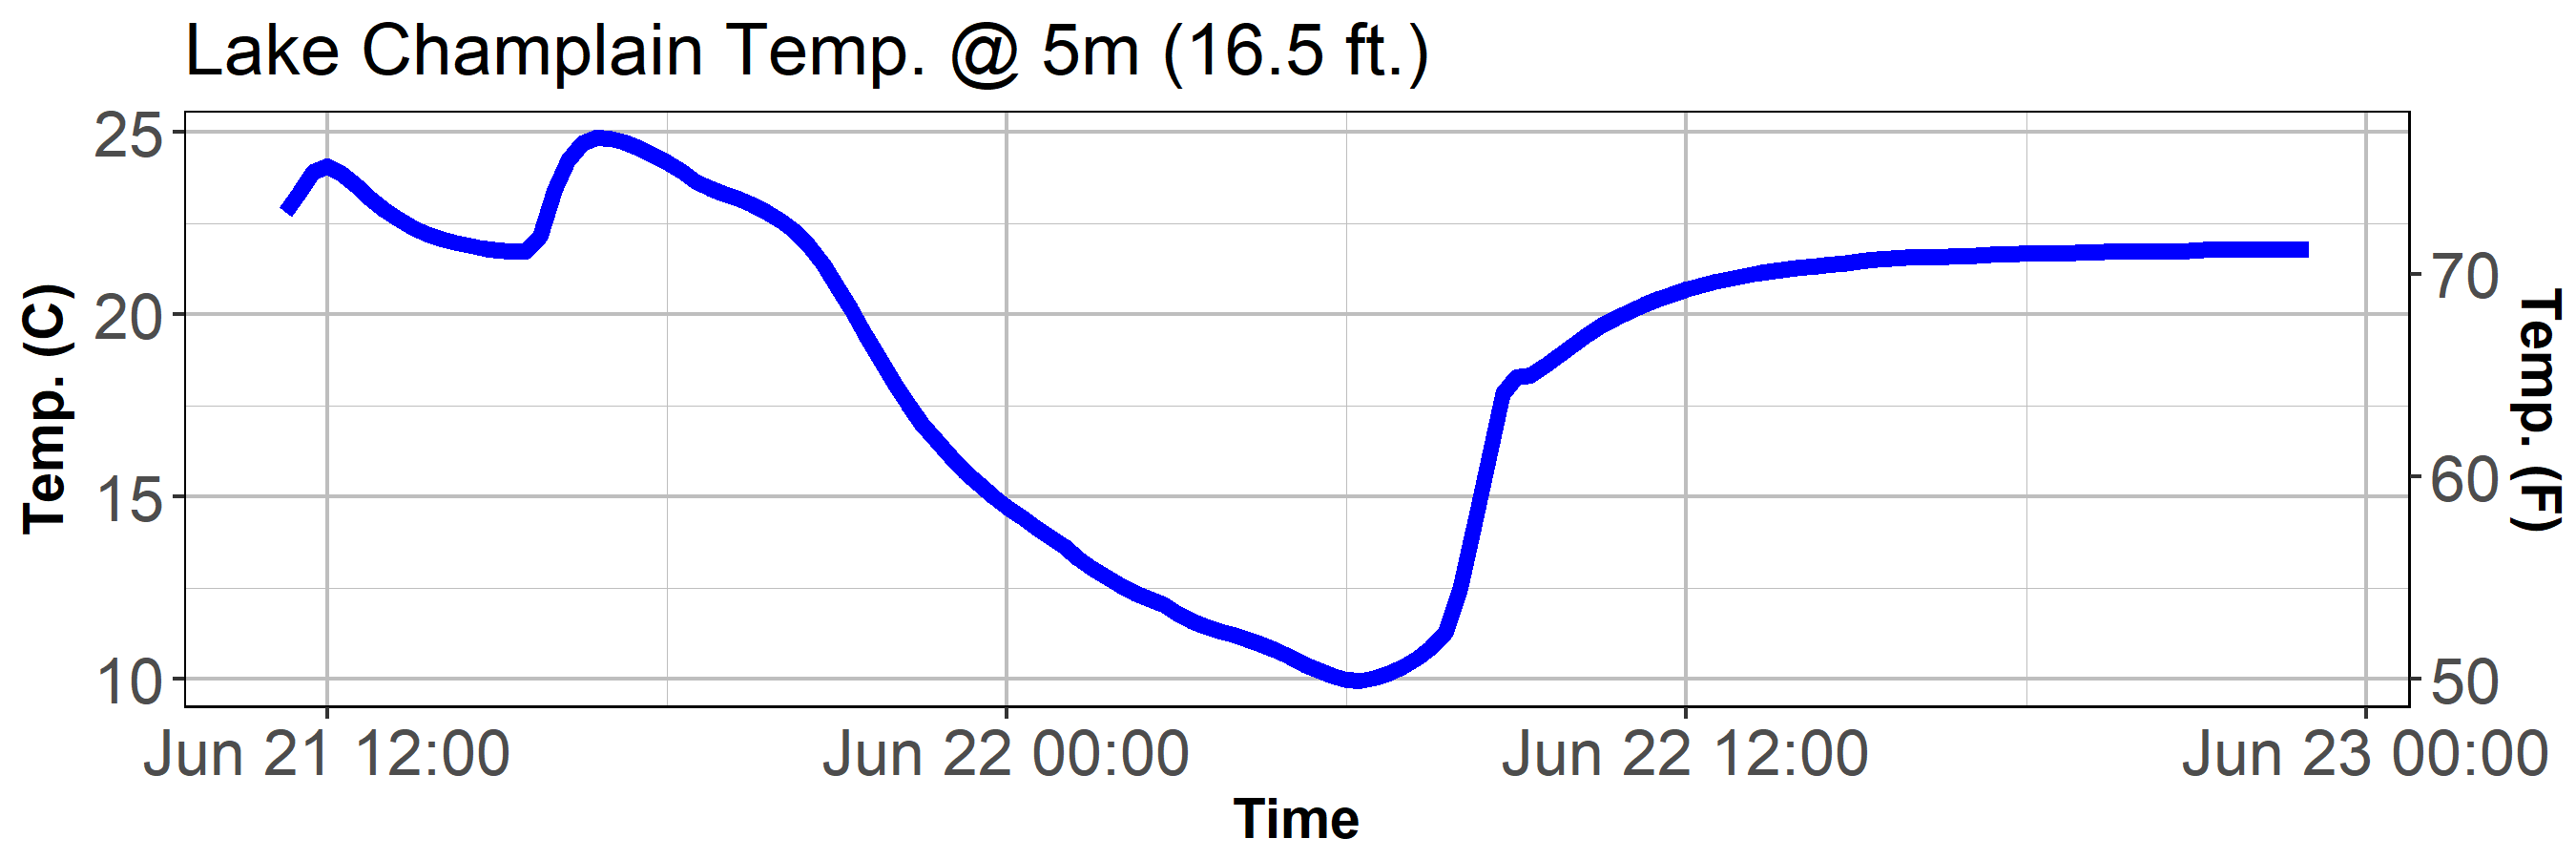 Lake Champlain Temp. @ 5m (16.5 ft.)
Temp. (C)
25
20
15
10
70
60
50
Temp. (F)
Jun 21 12:00
Jun 22 00:00
Jun 22 12:00
Jun 23 00:00
Time